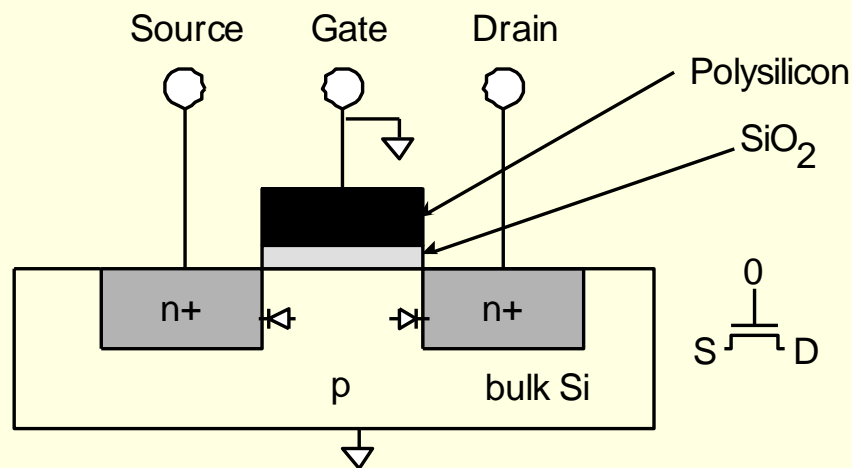 Source Gate Drain
Polysilicon
SiO2
0
n+ n+
S D
p bulk Si